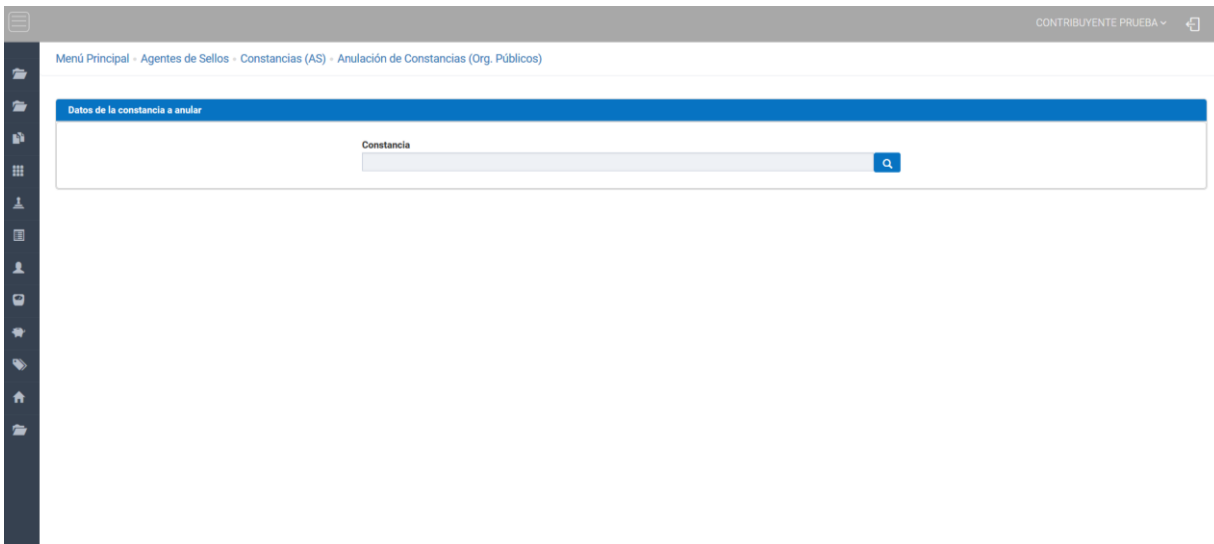 CONTRIBUYENTE PRUEBA
Menú Principal - Agentes de Sellos - Constancias (AS) - Anulación de Constancias (Org. Públicos)
Datos de la constancia a anular
Constancia